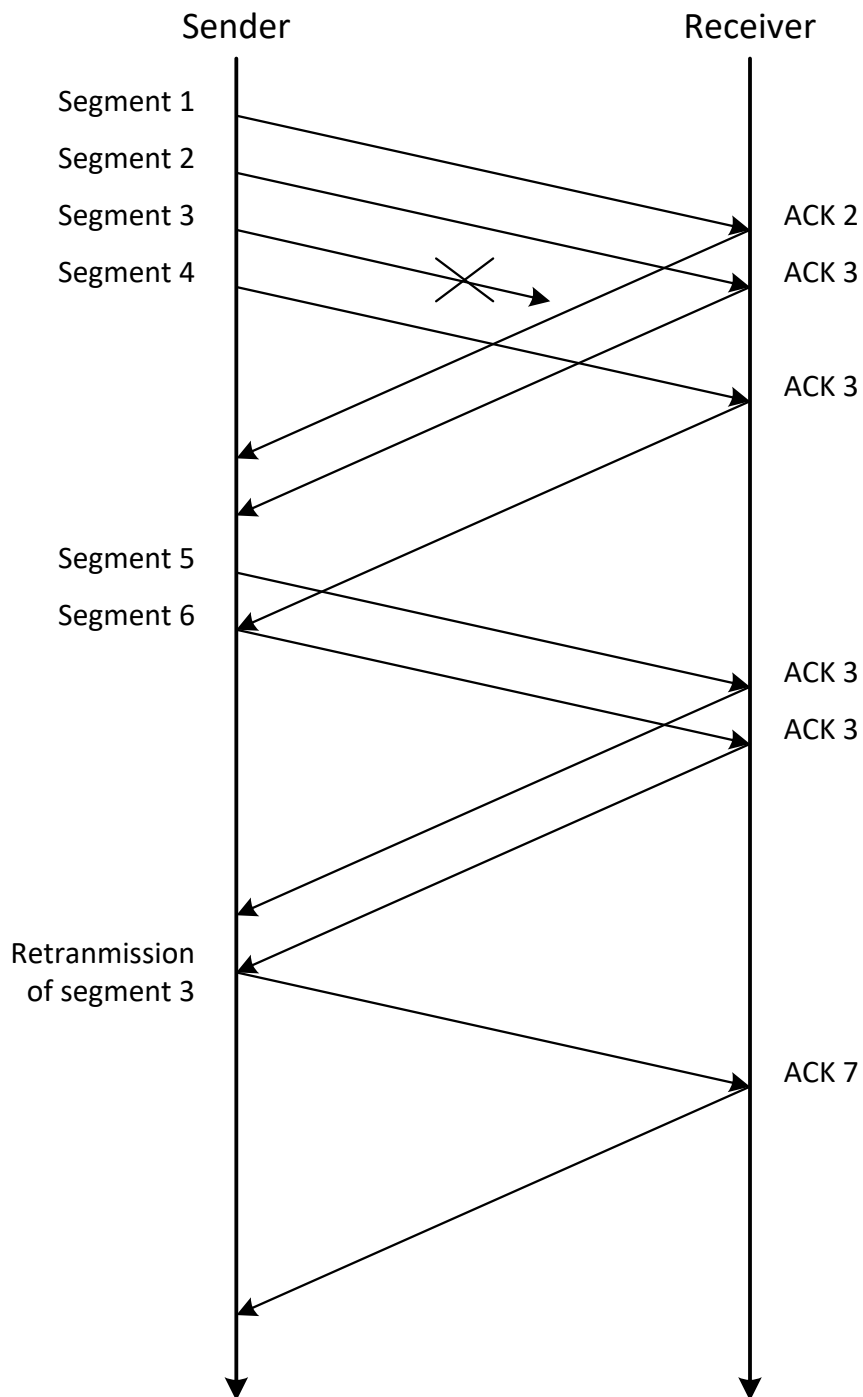 Sender
Receiver
Segment 1
Segment 2
Segment 3
ACK 2
Segment 4
ACK 3
ACK 3
Segment 5
Segment 6
ACK 3
ACK 3
Retranmission
of segment 3
ACK 7